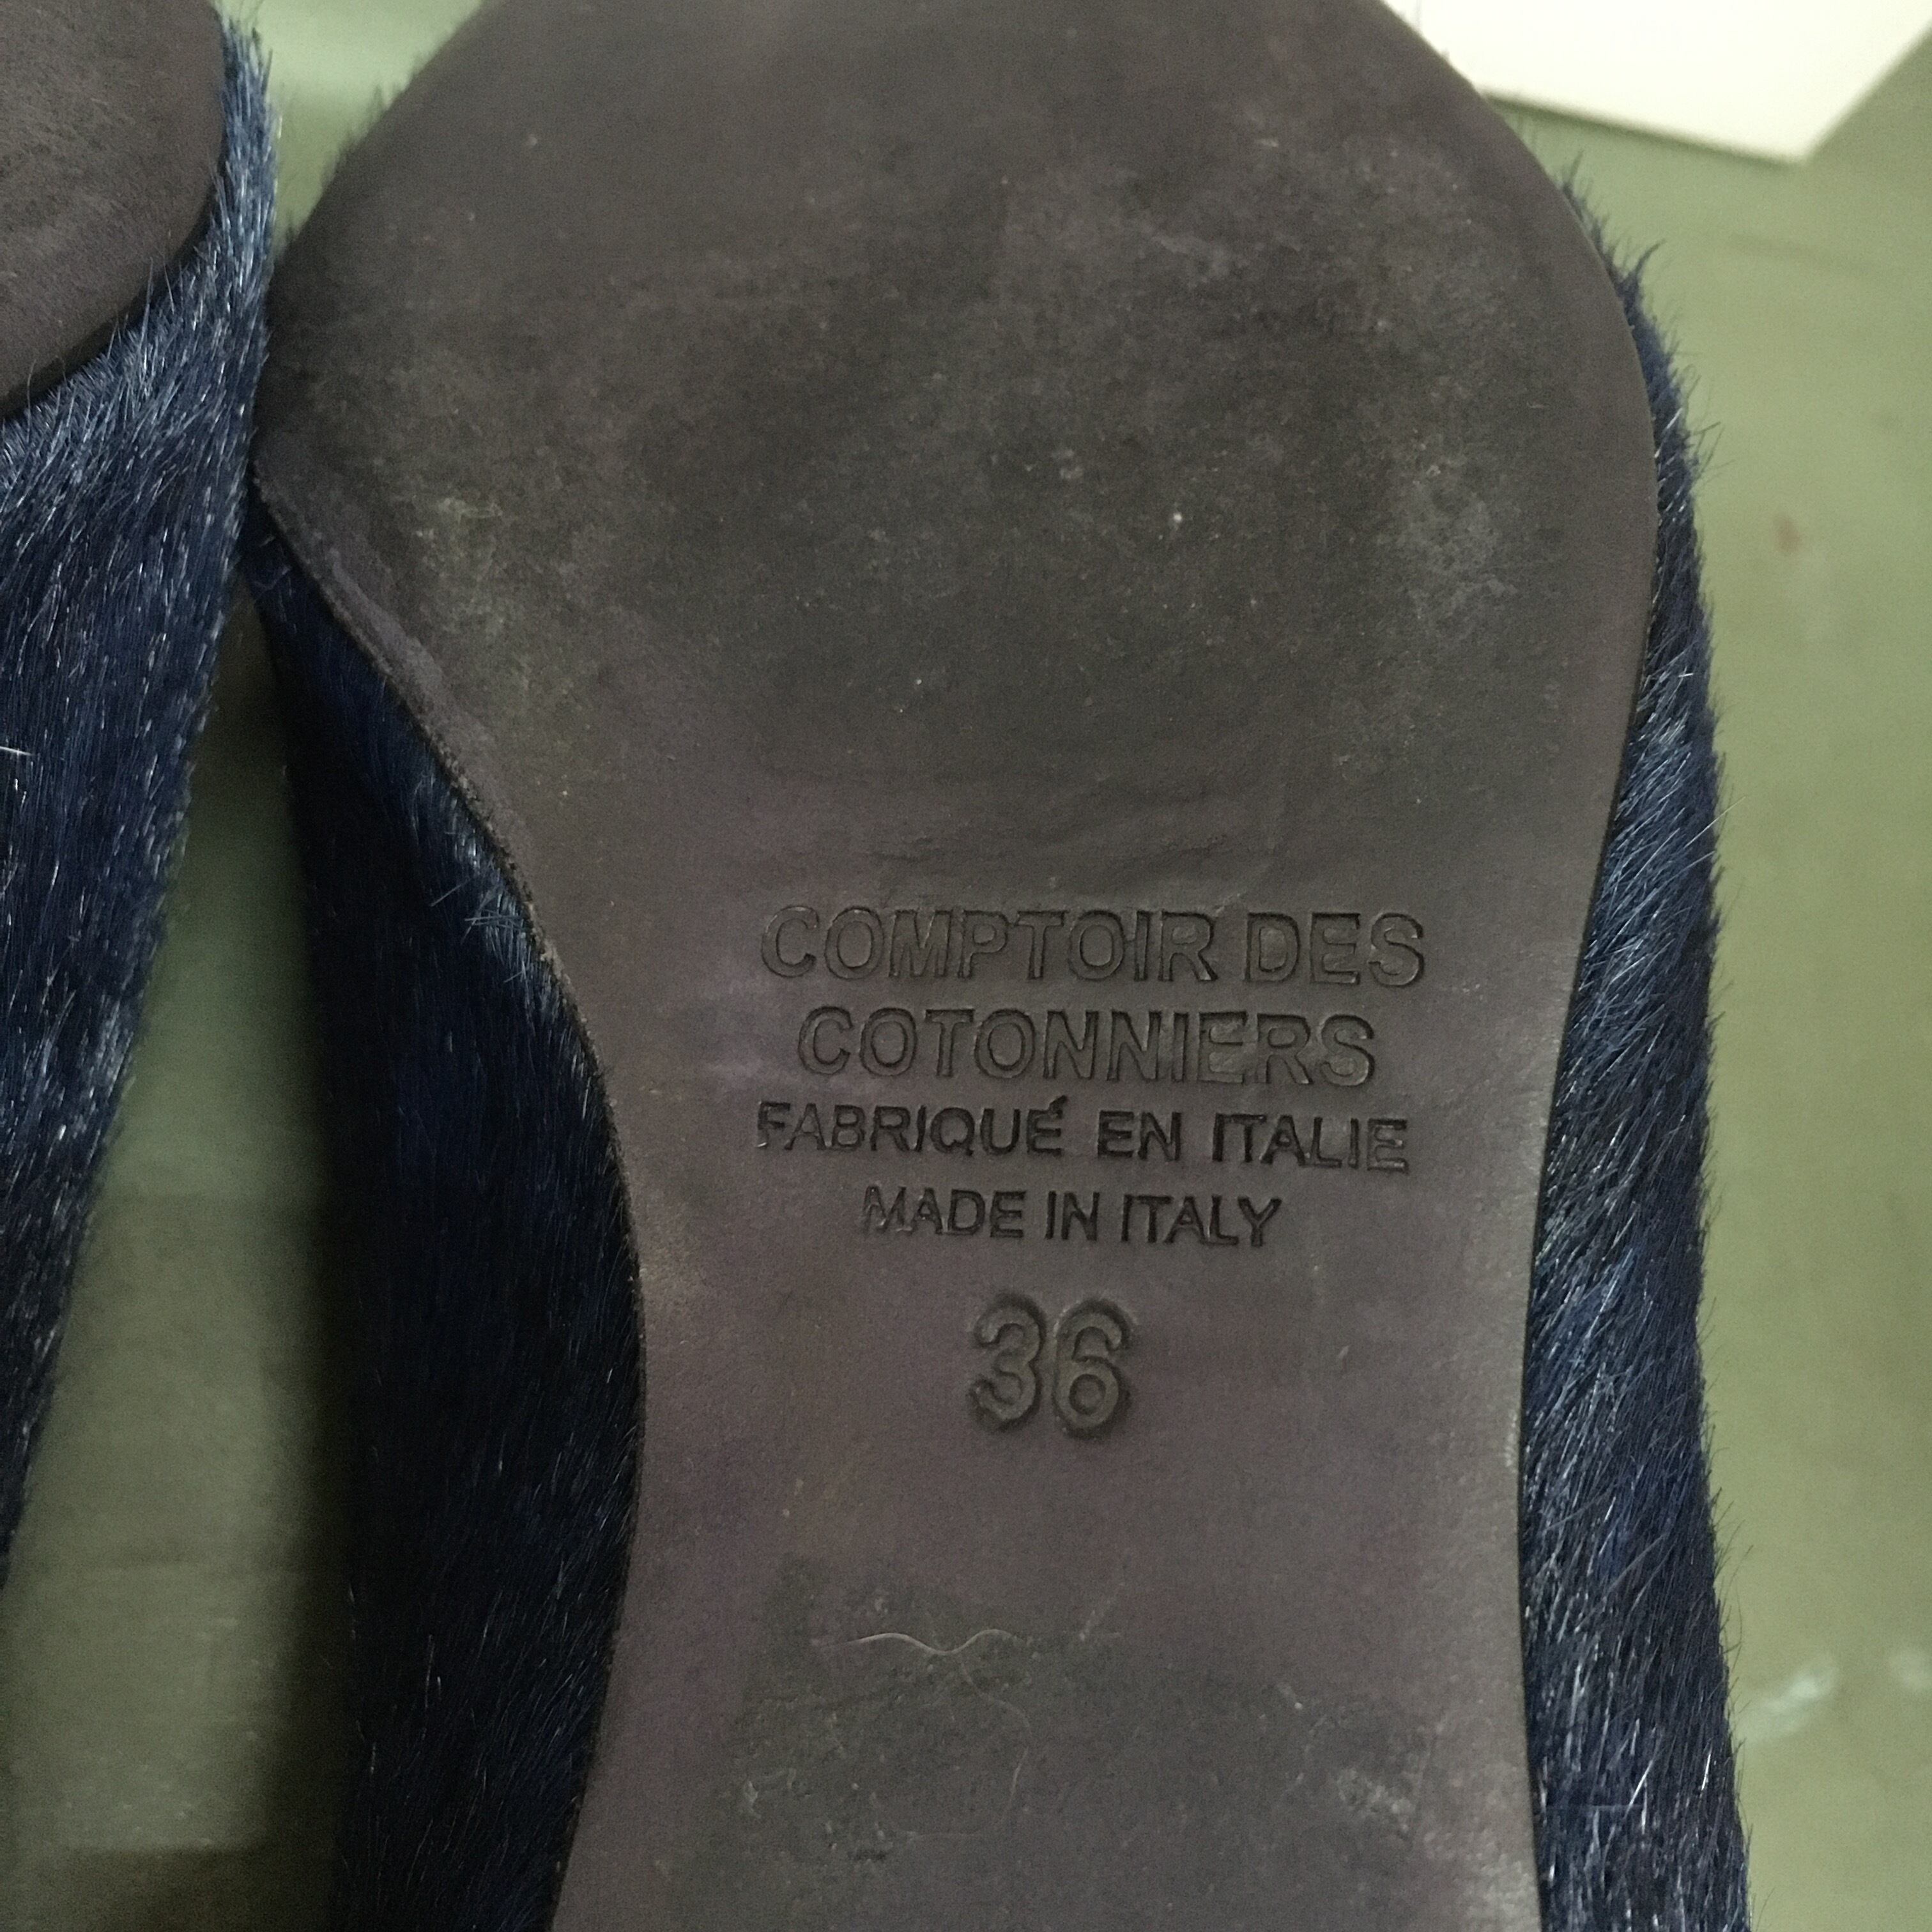 COMPTOIR DES
COTONNIERS
FABRIQUÉ EN ITALIE
MADE IN ITALY
36